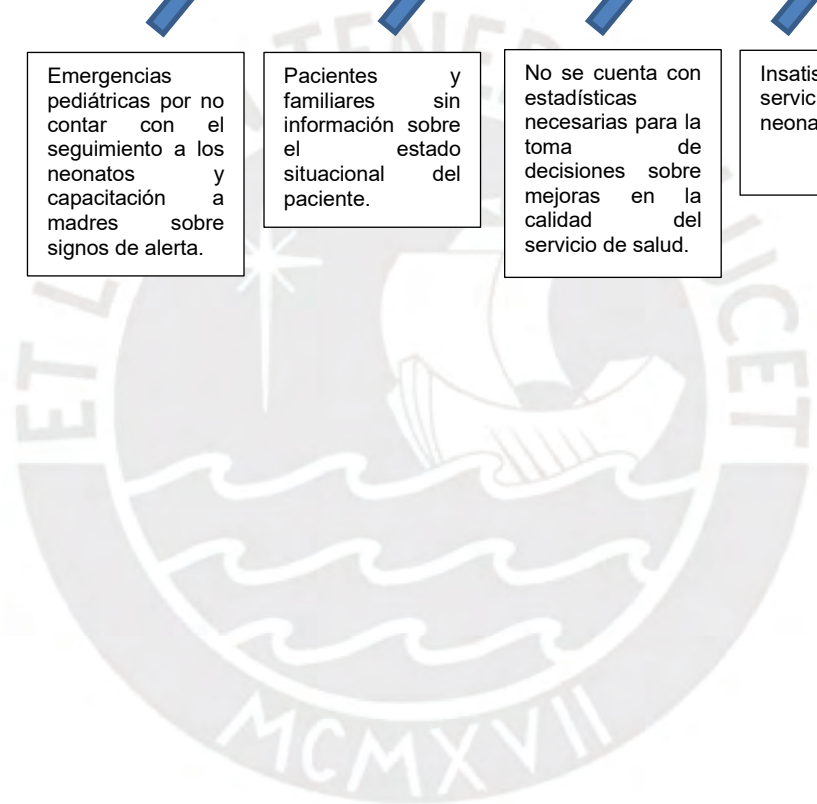 Emergencias
pediátricas por no
contar con el
seguimiento a los
neonatos y
capacitación a
madres sobre
signos de alerta.
Pacientes y
familiares sin
información sobre
el estado
situacional del
paciente.
No se cuenta con
estadísticas
necesarias para la
toma de
decisiones sobre
mejoras en la
calidad del
servicio de salud.
ET
MCMXVII